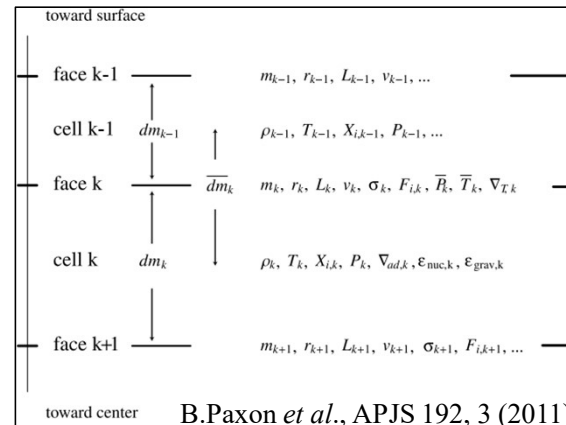 toward surface
face k-1 m_{k-1}, r_{k-1}, L_{k-1}, v_{k-1}, ...
cell k-1 dm_{k-1} ρ_{k-1}, T_{k-1}, X_{i,k-1}, P_{k-1}, ...
face k \overline{dm}_k m_k, r_k, L_k, v_k, σ_k, F_{i,k}, \overline{P}_k, \overline{T}_k, ∇_{T,k}
cell k dm_k ρ_k, T_k, X_{i,k}, P_k, ∇_{ad,k}, ε_{nuc,k}, ε_{grav,k}
face k+1 m_{k+1}, r_{k+1}, L_{k+1}, v_{k+1}, σ_{k+1}, F_{i,k+1}, ...
toward center B.Paxon et al., APJS 192, 3 (2011)